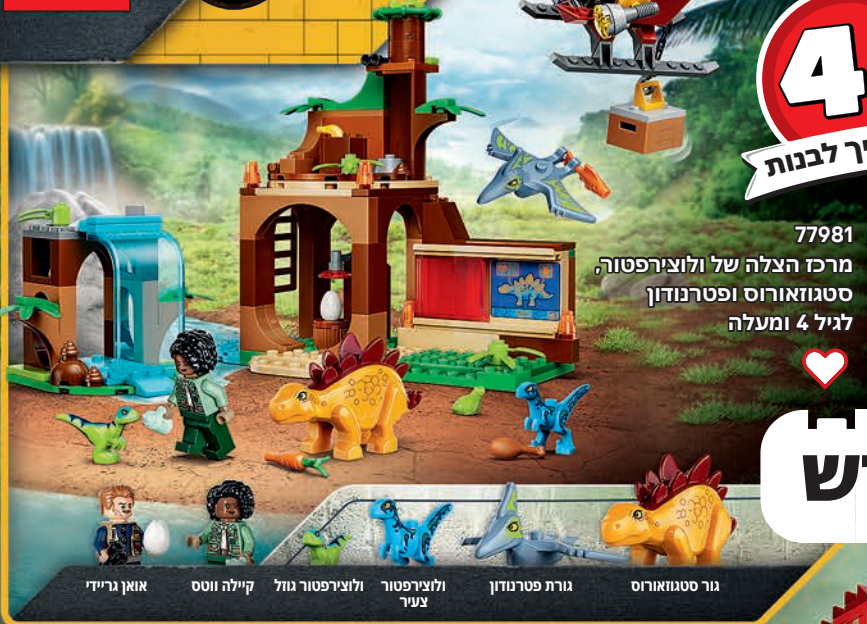 4
לבנות
77981
מרכז הצלה של ולוצירפטור,
סטגוזאורוס ופטרנודון
לגיל 4 ומעלה
גור סטגוזאורוס
גורת פטרנודון
ולוצירפטור
צעיר
ולוצירפטור גוזל
קיילה ווטס
אואן גריידי